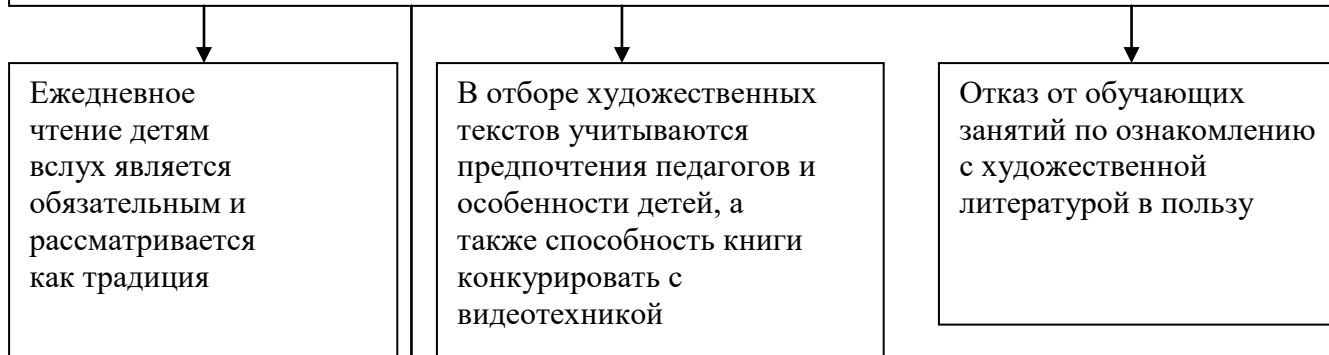 Ежедневное
чтение детям
вслух является
обязательным и
рассматривается
как традиция
В отборе художественных
текстов учитываются
предпочтения педагогов и
особенности детей, а
также способность книги
конкурировать с
видеотехникой
Отказ от обучающих
занятий по ознакомлению
с художественной
литературой в пользу